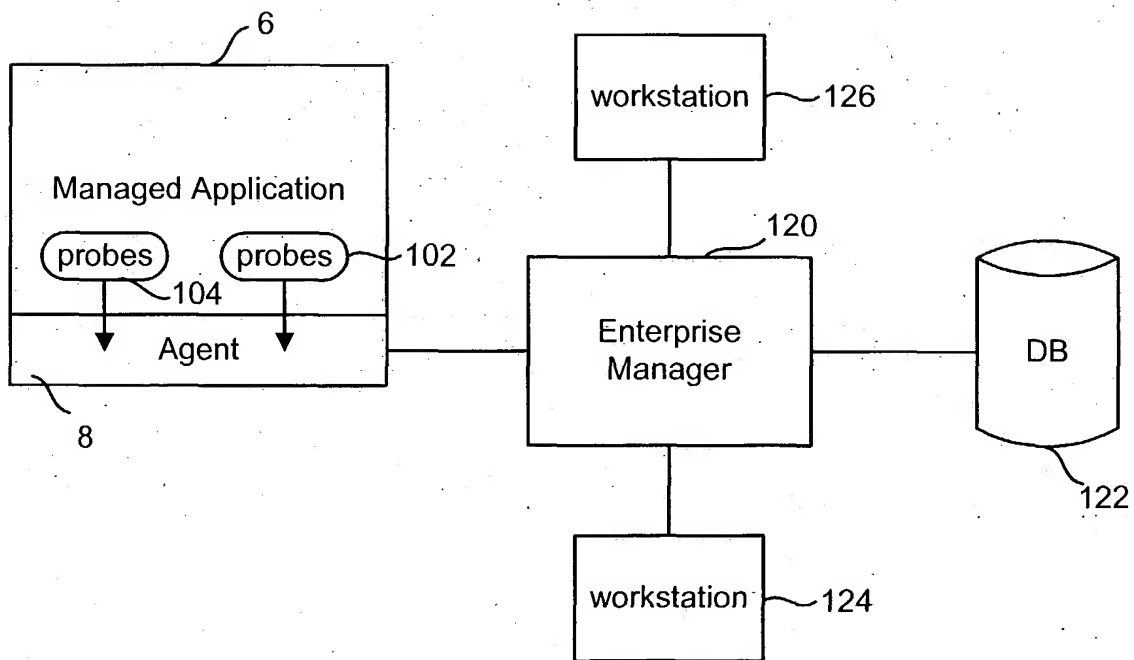 6
workstation
126
Managed Application
120
probes
probes
102
104
Agent
Enterprise
Manager
DB
8
122
workstation
124